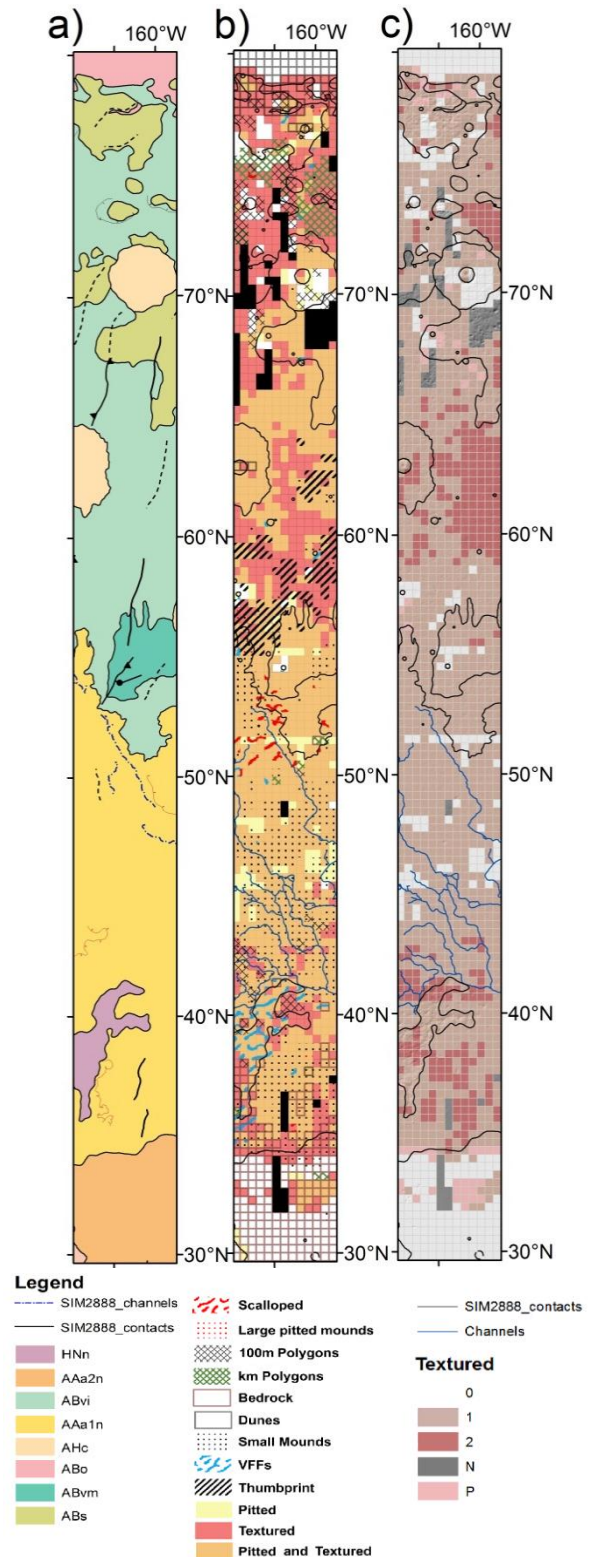 a)
160°W
b)
160°W
c)
160°W
70°N
70°N
70°N
60°N
60°N
60°N
50°N
50°N
50°N
40°N
40°N
40°N
30°N
30°N
30°N
Legend
SIM2888_channels
SIM2888_contacts
HNn
AAa2n
ABvi
AAa1n
AHc
ABo
ABvm
ABs
Scalloped
Large pitted mounds
100m Polygons
km Polygons
Bedrock
Dunes
Small Mounds
VFFs
Thumbprint
Pitted
Textured
Pitted and Textured
SIM2888_contacts
Channels
Textured
0
1
2
N
P